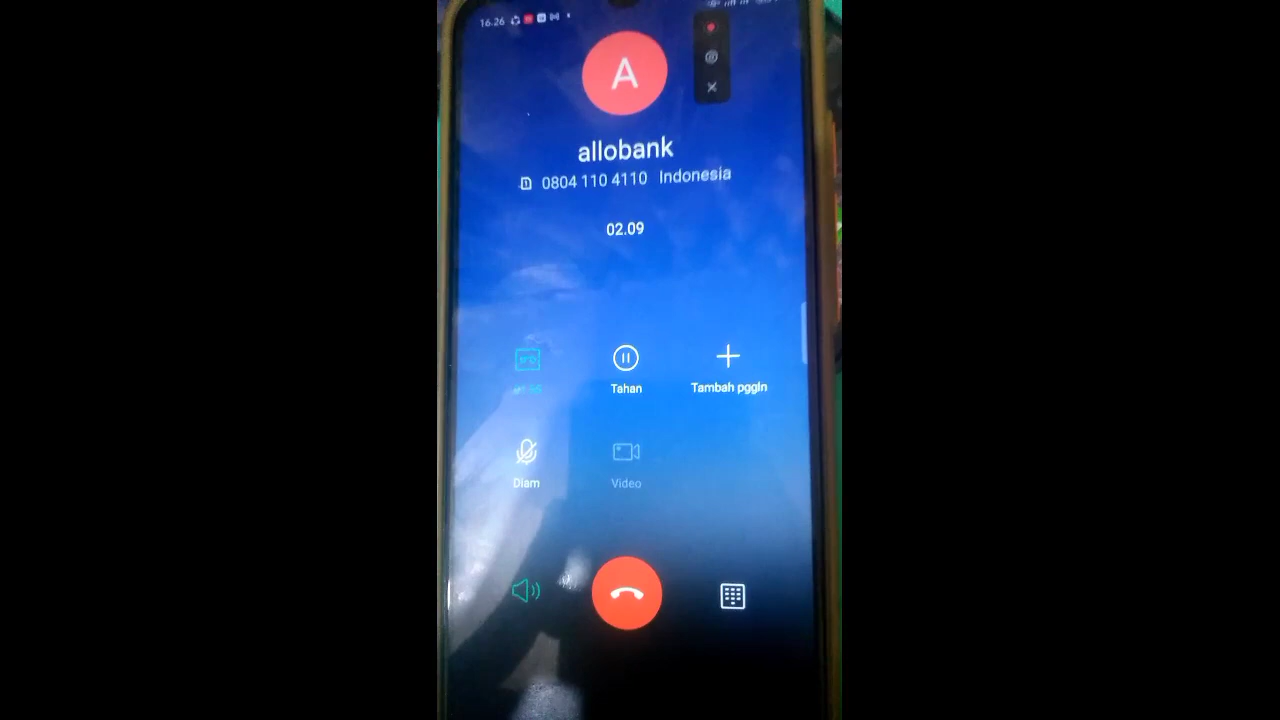 16.26
A
allobank
0804 110 4110 Indonesia
02.09
Tahan
Tambah pggln
Diam
Video